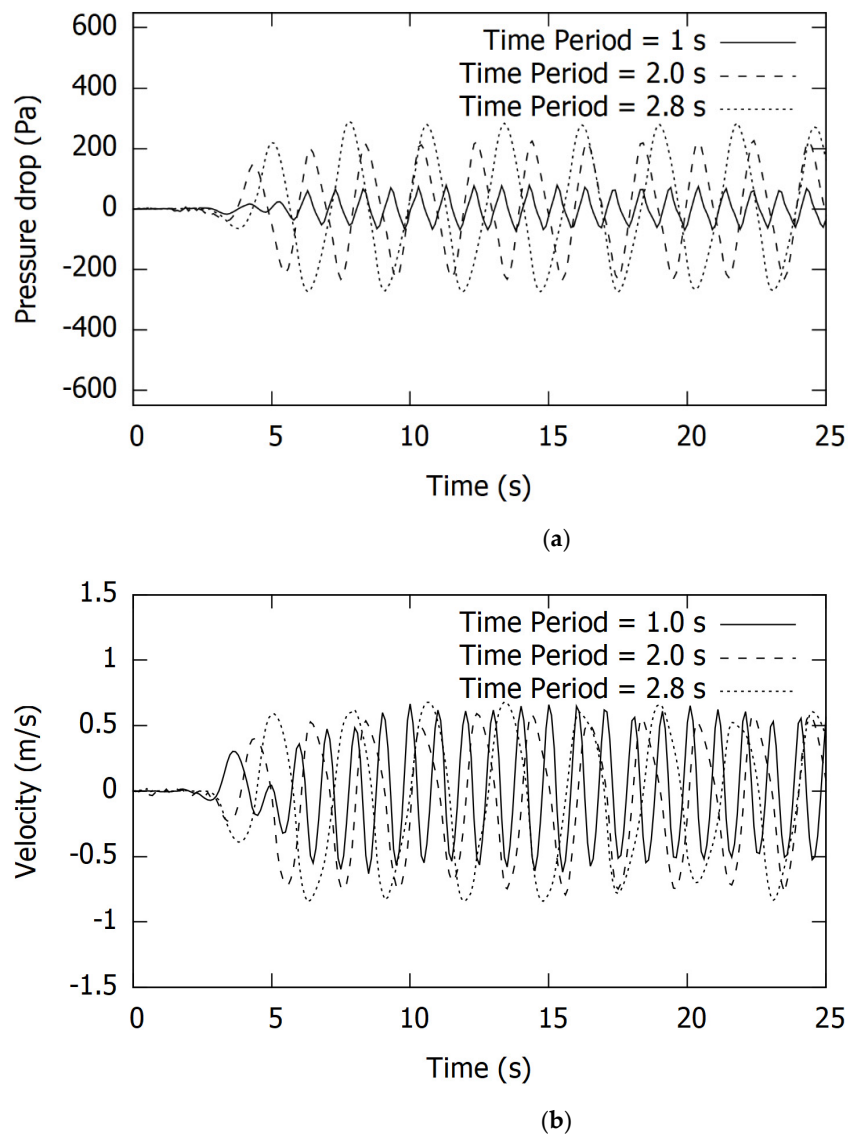 600
400
200
0
-200
-400
-600
Pressure drop (Pa)
Time Period = 1 s
Time Period = 2.0 s
Time Period = 2.8 s
0 5 10 15 20 25
Time (s)
(a)
1.5
1
0.5
0
-0.5
-1
-1.5
Velocity (m/s)
Time Period = 1.0 s
Time Period = 2.0 s
Time Period = 2.8 s
0 5 10 15 20 25
Time (s)
(b)